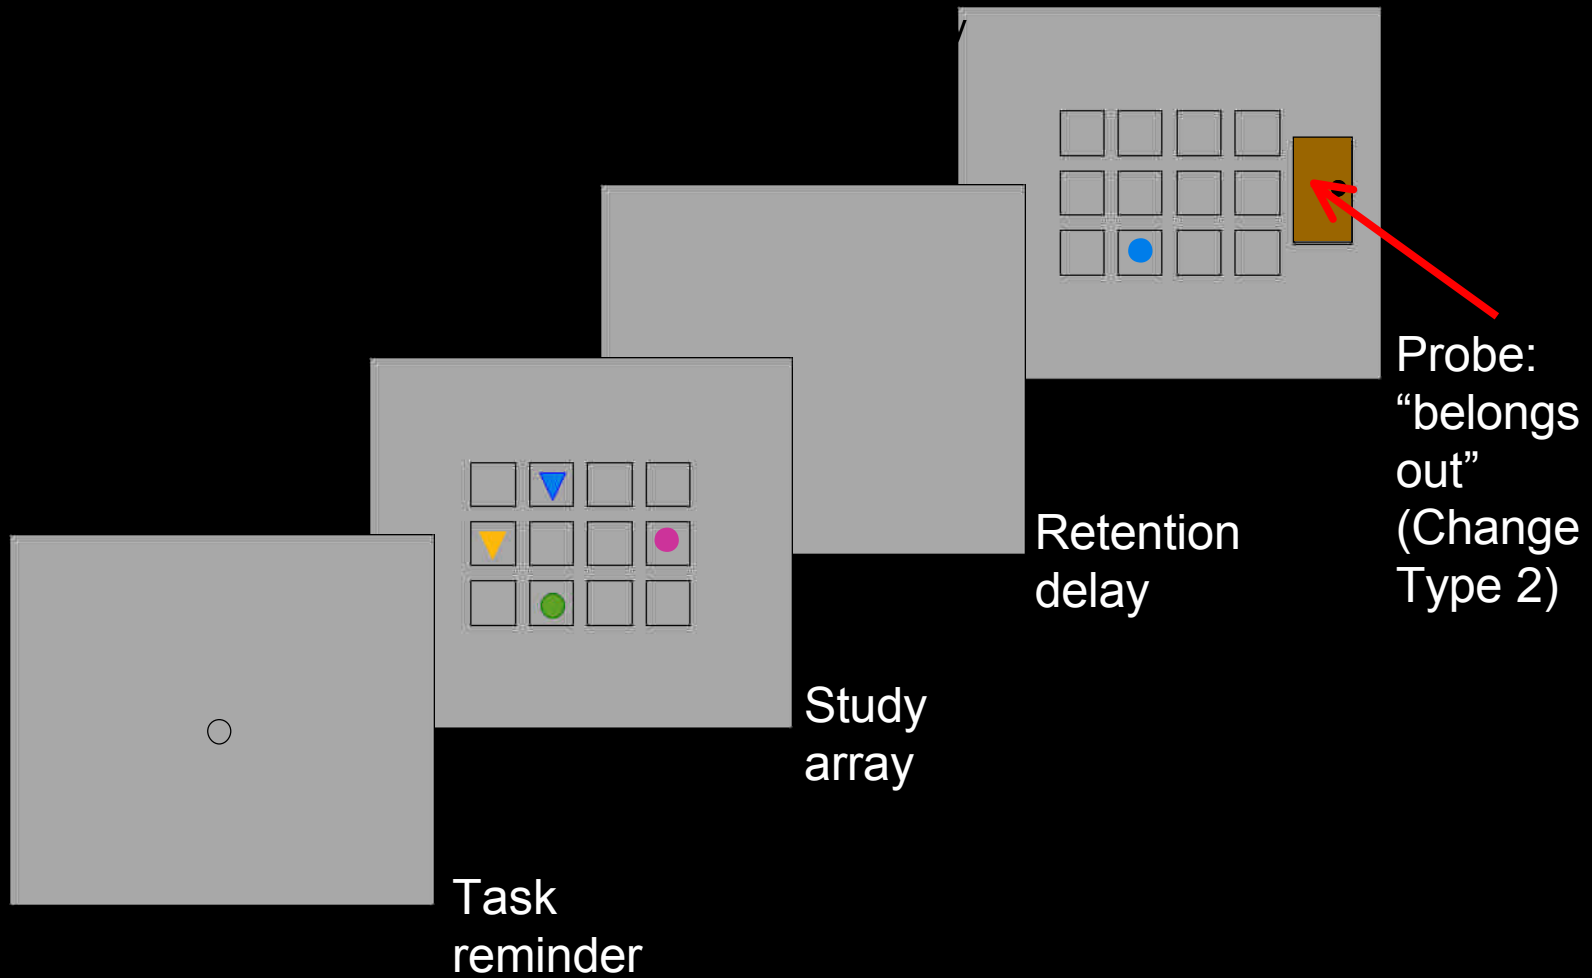 Probe:
“belongs
out”
(Change
Type 2)
Retention
delay
Study
array
Task
reminder